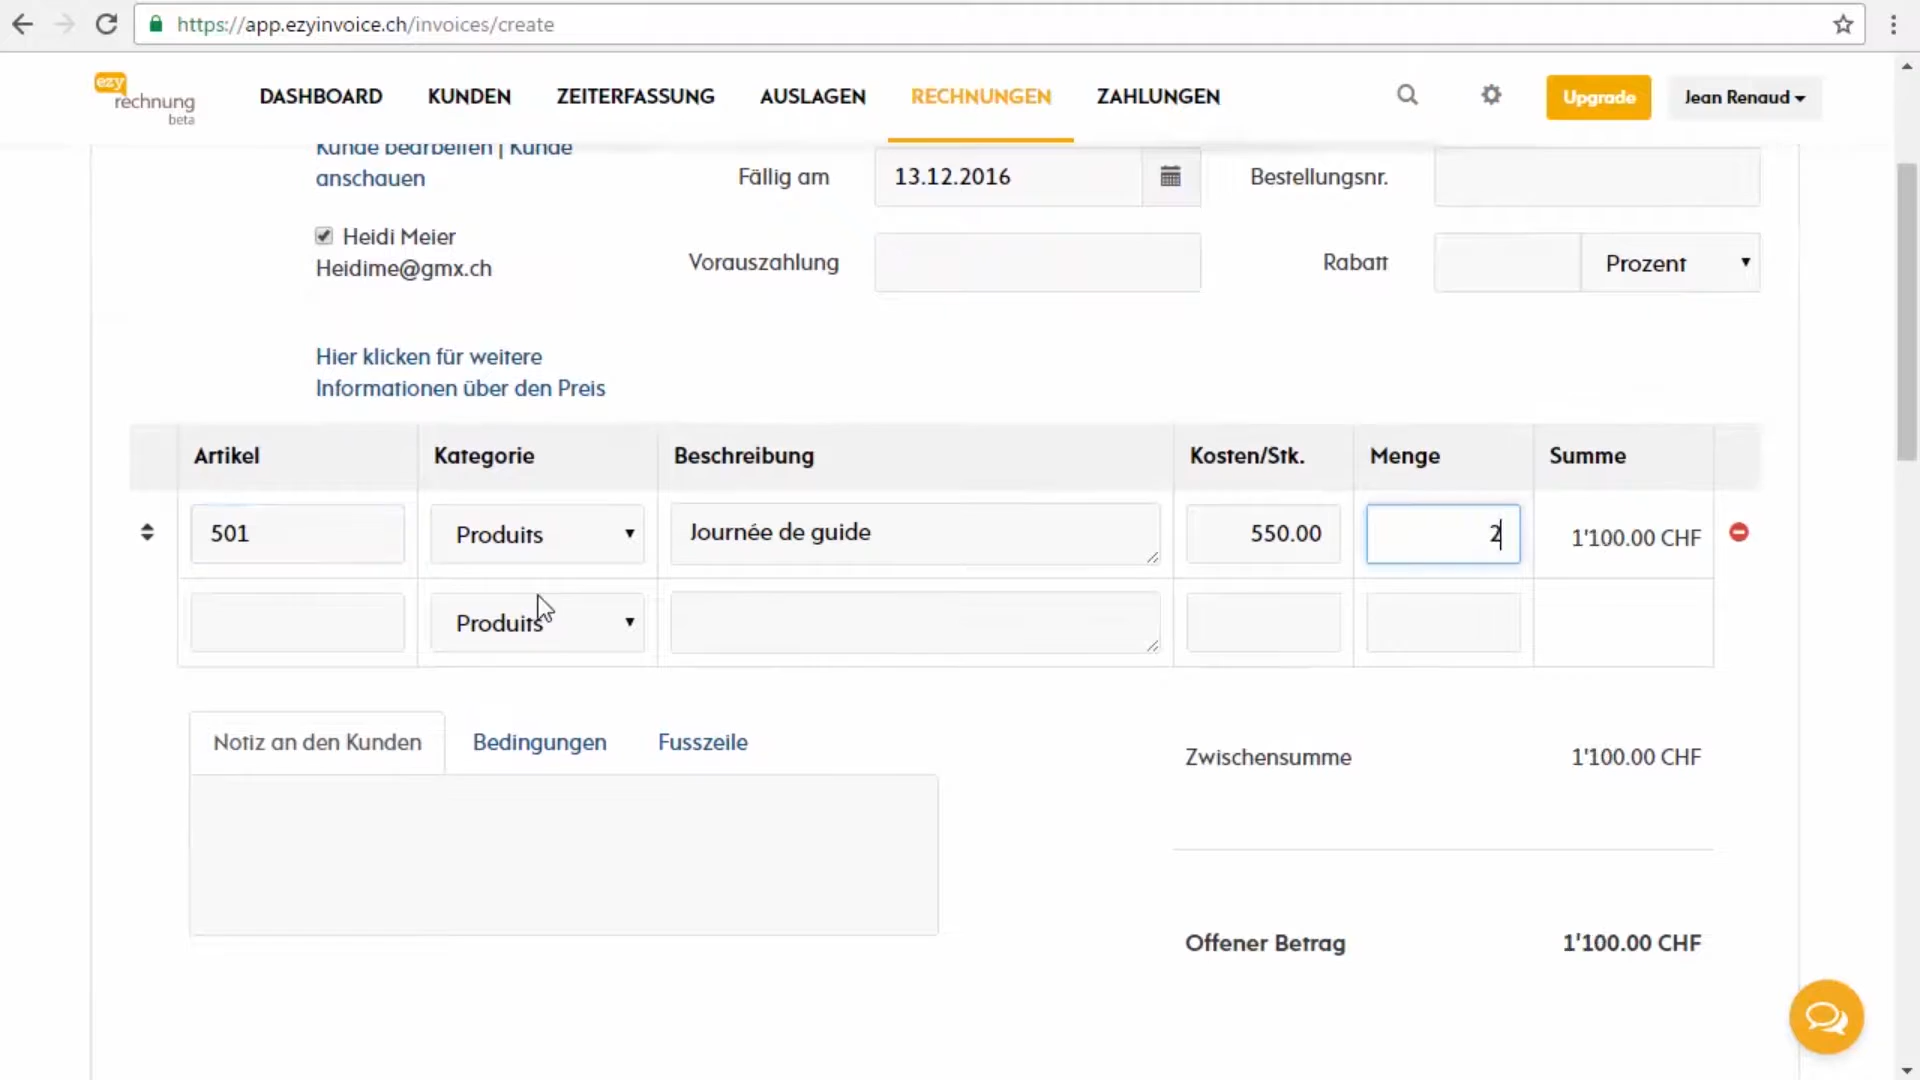 https://app.ezyinvoice.ch/invoices/create
ezy
rechnung
beta
DASHBOARD KUNDEN ZEITERFASSUNG AUSLAGEN RECHNUNGEN ZAHLUNGEN Upgrade Jean Renaud
Kunde bearbeiten | Kunde
anschauen
Fällig am 13.12.2016 Bestellungsnr.
Heidi Meier
Heidime@gmx.ch
Vorauszahlung Rabatt Prozent
Hier klicken für weitere
Informationen über den Preis
Artikel Kategorie Beschreibung Kosten/Stk. Menge Summe
501 Produits Journée de guide 550.00 2 1'100.00 CHF
Produits
Notiz an den Kunden Bedingungen Fusszeile
Zwischensumme 1'100.00 CHF
Offener Betrag 1'100.00 CHF